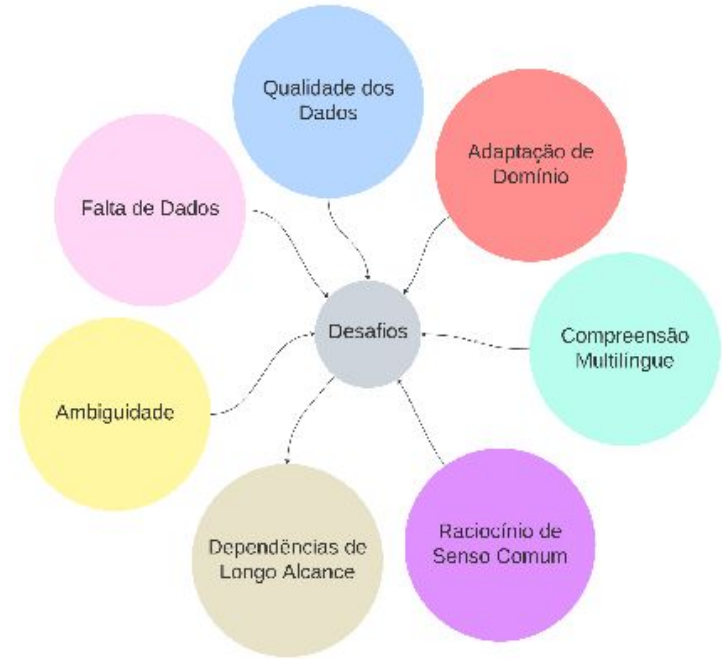 Qualidade dos
Dados
Adaptação de
Domínio
Falta de Dados
Desafios
Compreensão
Multilíngue
Ambiguidade
Dependências de
Longo Alcance
Raciocínio de
Senso Comum